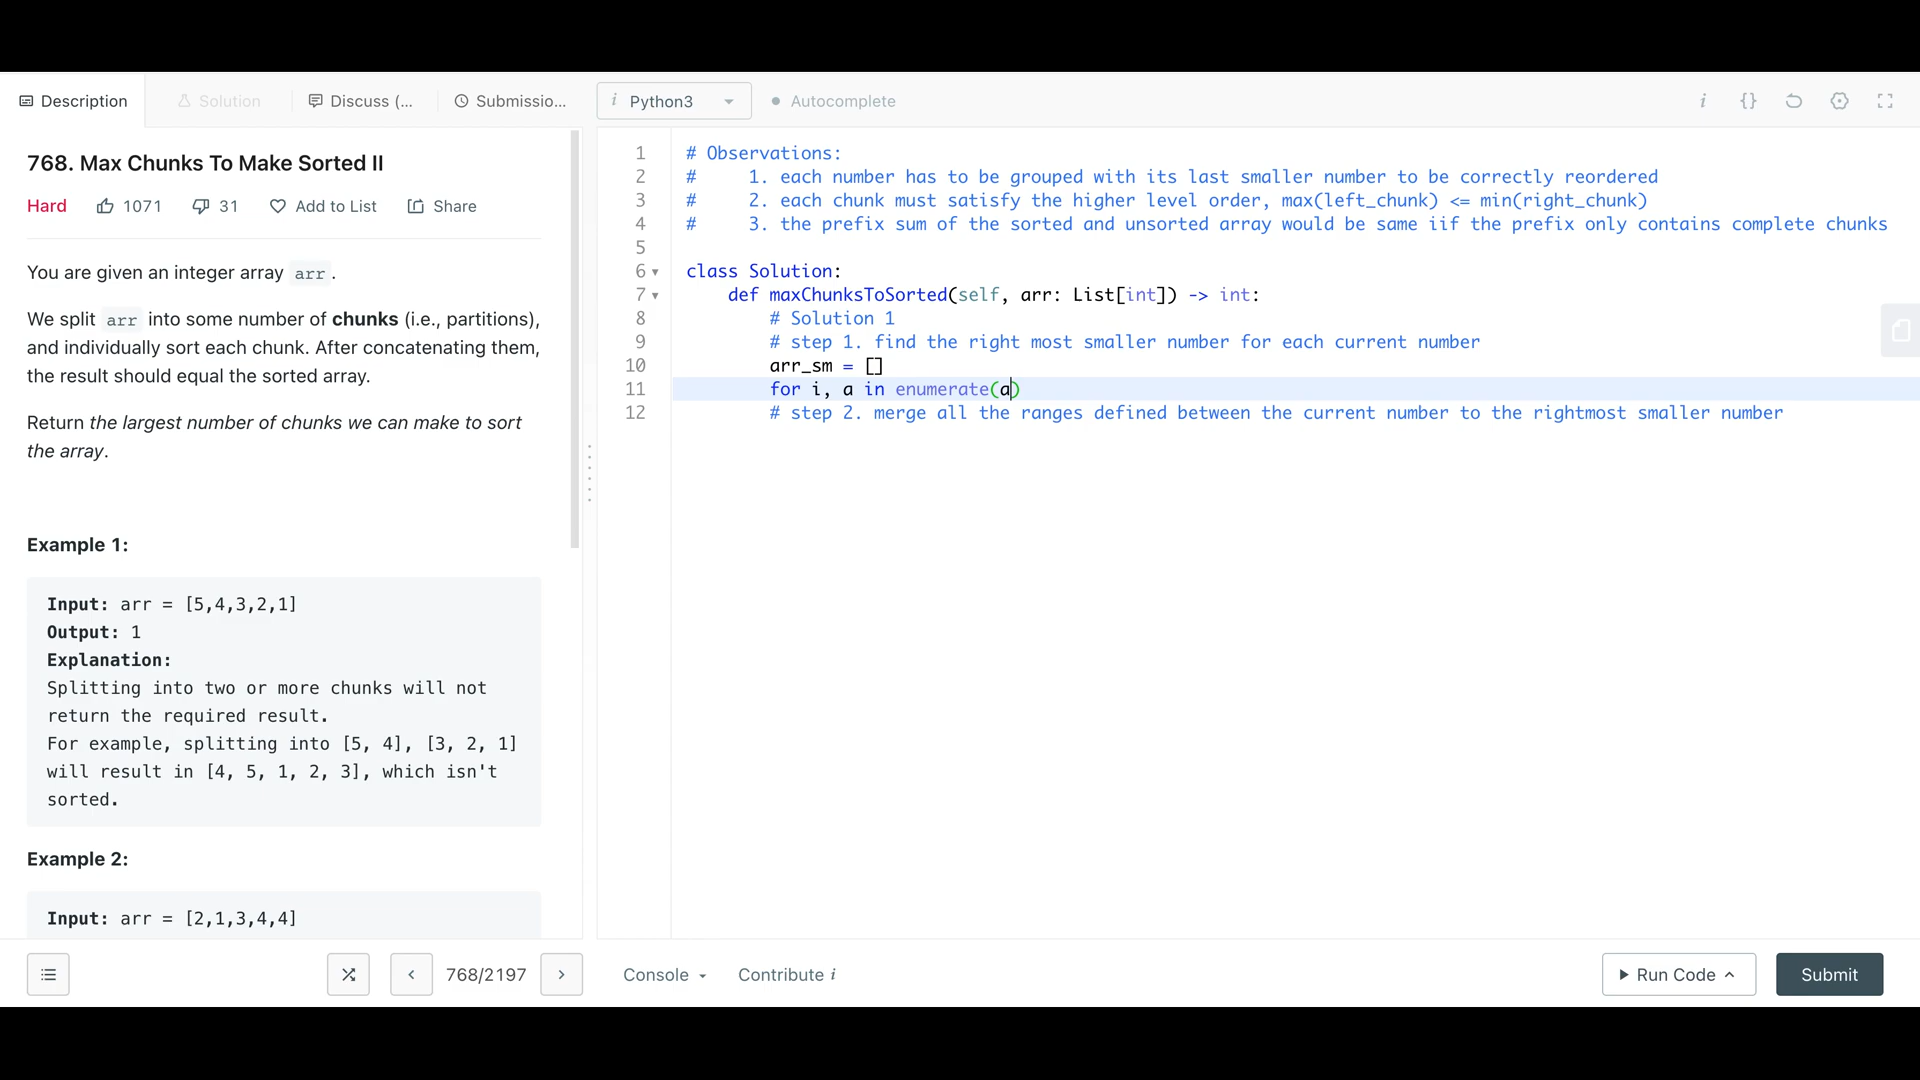 Description
Solution
Discuss (...
Submissio...
i Python3
Autocomplete
i {}
768. Max Chunks To Make Sorted II
Hard 1071 31 Add to List Share
You are given an integer array arr.
We split arr into some number of chunks (i.e., partitions),
and individually sort each chunk. After concatenating them,
the result should equal the sorted array.
Return the largest number of chunks we can make to sort
the array.
Example 1:
Input: arr = [5,4,3,2,1]
Output: 1
Explanation:
Splitting into two or more chunks will not
return the required result.
For example, splitting into [5, 4], [3, 2, 1]
will result in [4, 5, 1, 2, 3], which isn't
sorted.
Example 2:
Input: arr = [2,1,3,4,4]
1 # Observations:
2 #     1. each number has to be grouped with its last smaller number to be correctly reordered
3 #     2. each chunk must satisfy the higher level order, max(left_chunk) <= min(right_chunk)
4 #     3. the prefix sum of the sorted and unsorted array would be same iif the prefix only contains complete chunks
5
6 class Solution:
7     def maxChunksToSorted(self, arr: List[int]) -> int:
8         # Solution 1
9         # step 1. find the right most smaller number for each current number
10         arr_sm = []
11         for i, a in enumerate(a)
12         # step 2. merge all the ranges defined between the current number to the rightmost smaller number
768/2197
Console
Contribute i
Run Code
Submit